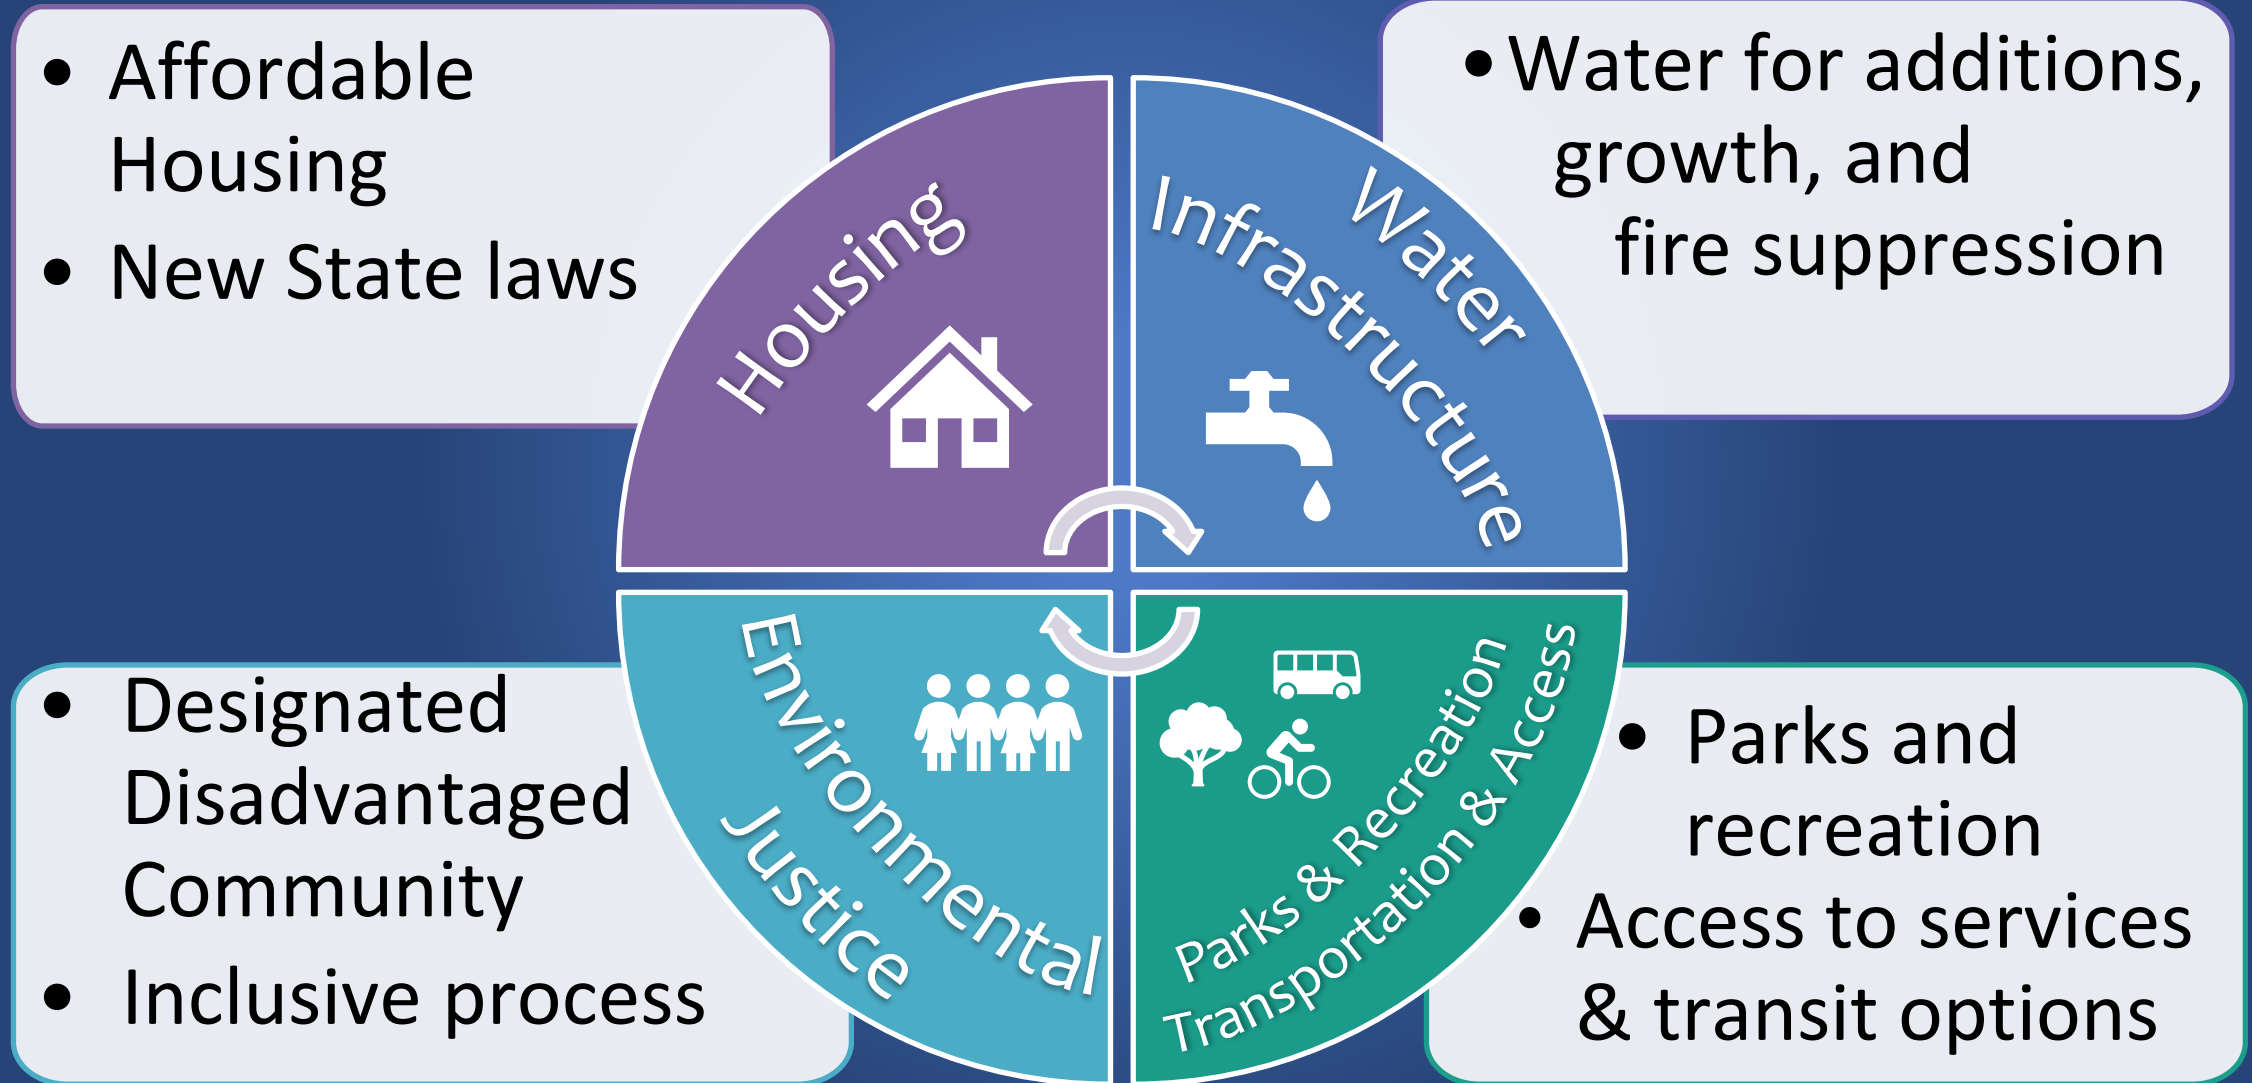 • Affordable
Housing
• New State laws
Housing
Water
Infrastructure
• Water for additions,
growth, and
fire suppression
• Designated
Disadvantaged
Community
• Inclusive process
Environmental
Justice
Parks & Recreation
Transportation & Access
• Parks and
recreation
• Access to services
& transit options